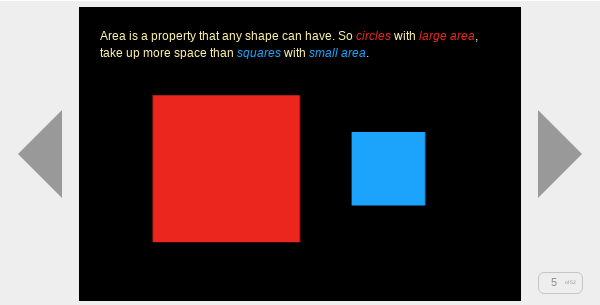 Area is a property that any shape can have. So circles with large area,
take up more space than squares with small area.
5 of 52